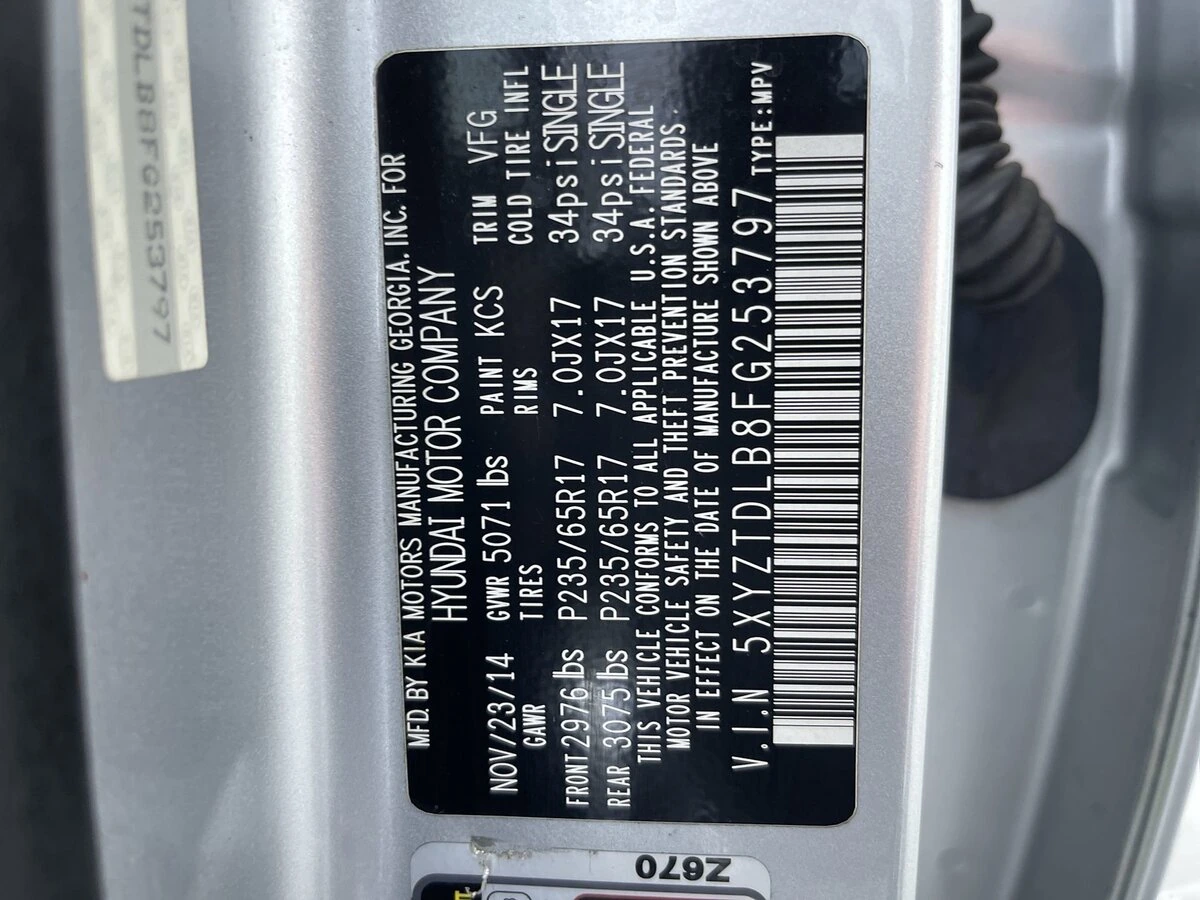 TDLB8FG253797
MFD. BY KIA MOTORS MANUFACTURING GEORGIA. INC. FOR
HYUNDAI MOTOR COMPANY
NOV/23/14 GVWR 5071 lbs PAINT KCS TRIM VFG
GAWR TIRES RIMS COLD TIRE INFL
FRONT 2976 lbs P235/65R17 7.0JX17 34psi SINGLE
REAR 3075 lbs P235/65R17 7.0JX17 34psi SINGLE
THIS VEHICLE CONFORMS TO ALL APPLICABLE U.S.A. FEDERAL
MOTOR VEHICLE SAFETY AND THEFT PREVENTION STANDARDS
IN EFFECT ON THE DATE OF MANUFACTURE SHOWN ABOVE
V.I.N 5XYZTDLB8FG253797 TYPE:MPV
Z670